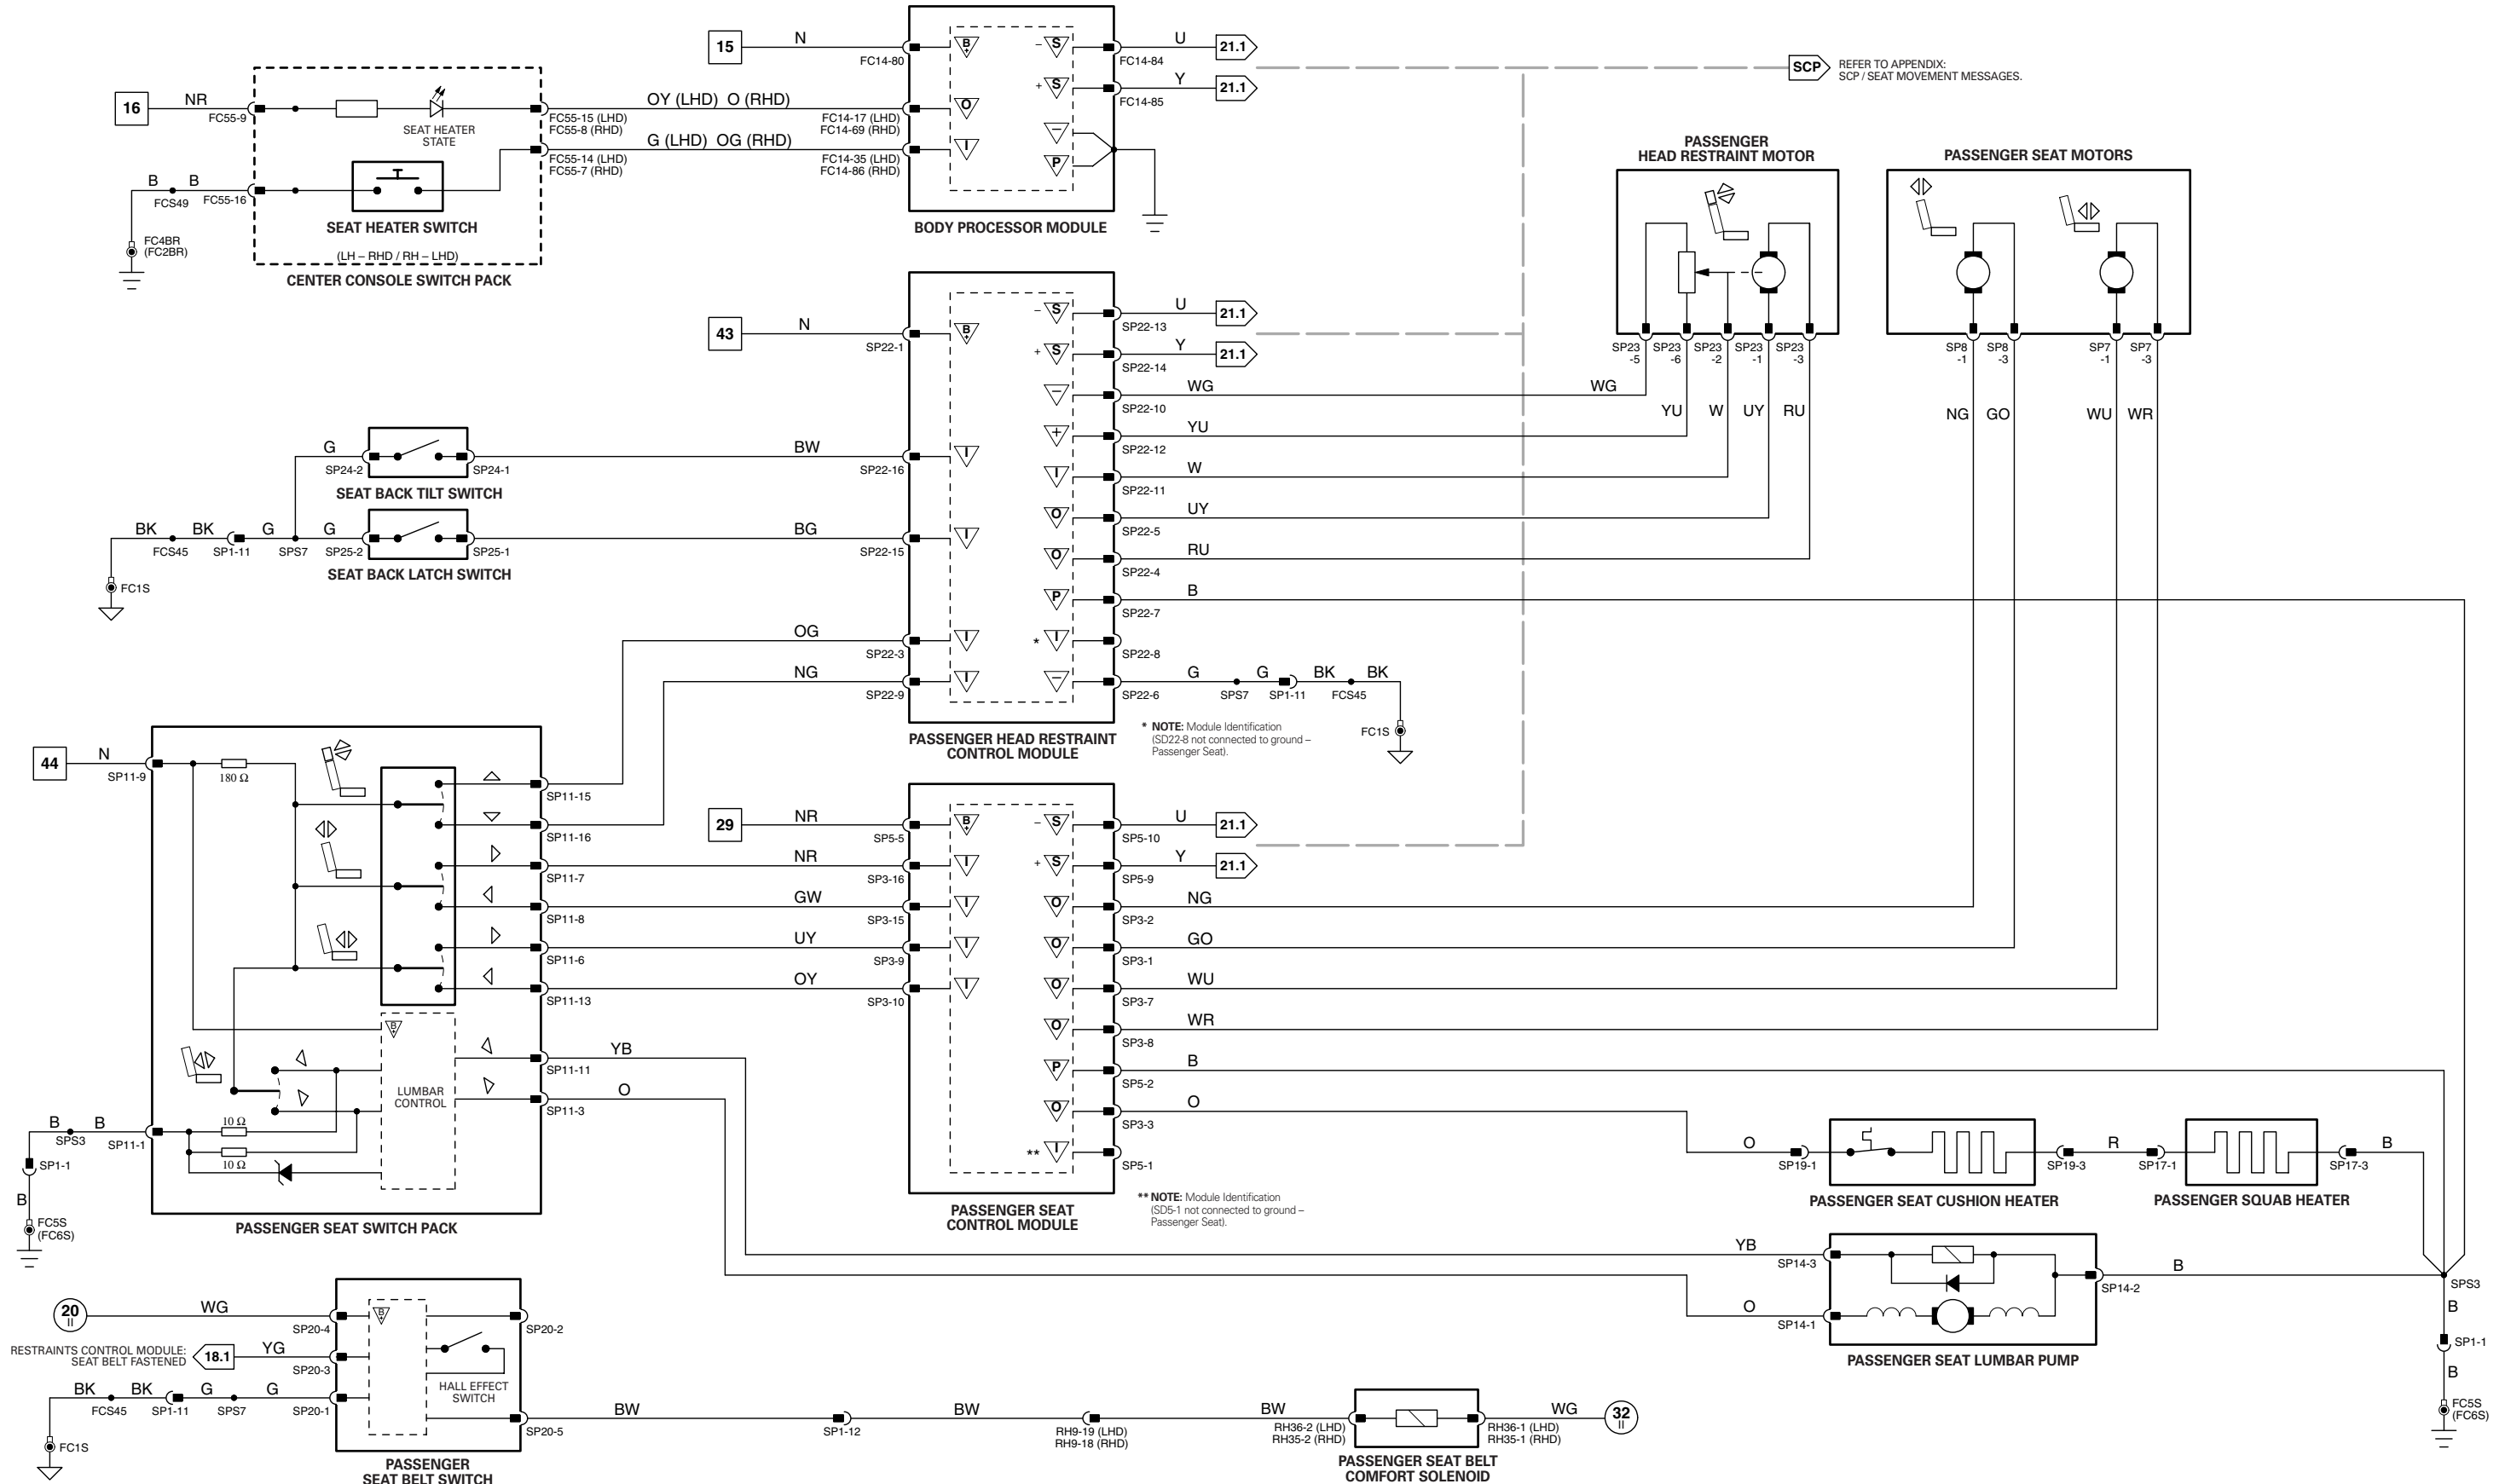 15
N
FC14-80
B
+
–
S
U
21.1
FC14-84
+
S
Y
21.1
FC14-85
SCP
REFER TO APPENDIX:
SCP / SEAT MOVEMENT MESSAGES.
16
NR
FC55-9
SEAT HEATER
STATE
FC55-15 (LHD)
FC55-8 (RHD)
OY (LHD)  O (RHD)
FC14-17 (LHD)
FC14-69 (RHD)
O
G (LHD)  OG (RHD)
FC55-14 (LHD)
FC55-7 (RHD)
FC14-35 (LHD)
FC14-86 (RHD)
I
–
P
BODY PROCESSOR MODULE
B
B
FCS49
FC55-16
FC4BR
(FC2BR)
SEAT HEATER SWITCH
(LH – RHD / RH – LHD)
CENTER CONSOLE SWITCH PACK
PASSENGER
HEAD RESTRAINT MOTOR
SP23
-5
SP23
-6
SP23
-2
SP23
-1
SP23
-3
WG
YU
W
UY
RU
PASSENGER SEAT MOTORS
SP8
-1
SP8
-3
SP7
-1
SP7
-3
NG
GO
WU
WR
43
N
SP22-1
B
+
–
S
U
21.1
SP22-13
+
S
Y
21.1
SP22-14
–
WG
SP22-10
+
YU
SP22-12
I
W
SP22-11
O
UY
SP22-5
O
RU
SP22-4
P
B
SP22-7
*
I
SP22-8
–
G
SP22-6
SPS7
G
SP1-11
BK
FCS45
BK
FC1S
* NOTE: Module Identification
(SD22-8 not connected to ground –
Passenger Seat).
G
SP24-2
SP24-1
BW
SP22-16
I
SEAT BACK TILT SWITCH
BK
FCS45
BK
SP1-11
G
SPS7
G
SP25-2
SP25-1
BG
SP22-15
I
SEAT BACK LATCH SWITCH
FC1S
OG
SP22-3
I
NG
SP22-9
I
PASSENGER HEAD RESTRAINT
CONTROL MODULE
44
N
SP11-9
180 Ω
SP11-15
SP11-16
SP11-7
SP11-8
SP11-6
SP11-13
B
+
LUMBAR
CONTROL
SP11-11
YB
SP11-3
O
10 Ω
10 Ω
B
SPS3
B
SP11-1
SP1-1
B
FC5S
(FC6S)
PASSENGER SEAT SWITCH PACK
29
NR
SP5-5
B
+
NR
SP3-16
I
GW
SP3-15
I
UY
SP3-9
I
OY
SP3-10
I
–
S
U
21.1
SP5-10
+
S
Y
21.1
SP5-9
O
NG
SP3-2
O
GO
SP3-1
O
WU
SP3-7
O
WR
SP3-8
P
B
SP5-2
O
O
SP3-3
**
I
SP5-1
** NOTE: Module Identification
(SD5-1 not connected to ground –
Passenger Seat).
PASSENGER SEAT
CONTROL MODULE
O
SP19-1
SP19-3
R
SP17-1
SP17-3
B
PASSENGER SEAT CUSHION HEATER
PASSENGER SQUAB HEATER
YB
SP14-3
O
SP14-1
SP14-2
B
SPS3
B
SP1-1
B
FC5S
(FC6S)
PASSENGER SEAT LUMBAR PUMP
20
II
WG
SP20-4
B
+
SP20-2
RESTRAINTS CONTROL MODULE:
SEAT BELT FASTENED
18.1
YG
SP20-3
HALL EFFECT
SWITCH
BK
FCS45
BK
SP1-11
G
SPS7
G
SP20-1
FC1S
SP20-5
BW
SP1-12
BW
RH9-19 (LHD)
RH9-18 (RHD)
BW
RH36-2 (LHD)
RH35-2 (RHD)
RH36-1 (LHD)
RH35-1 (RHD)
WG
32
II
PASSENGER
SEAT BELT SWITCH
PASSENGER SEAT BELT
COMFORT SOLENOID